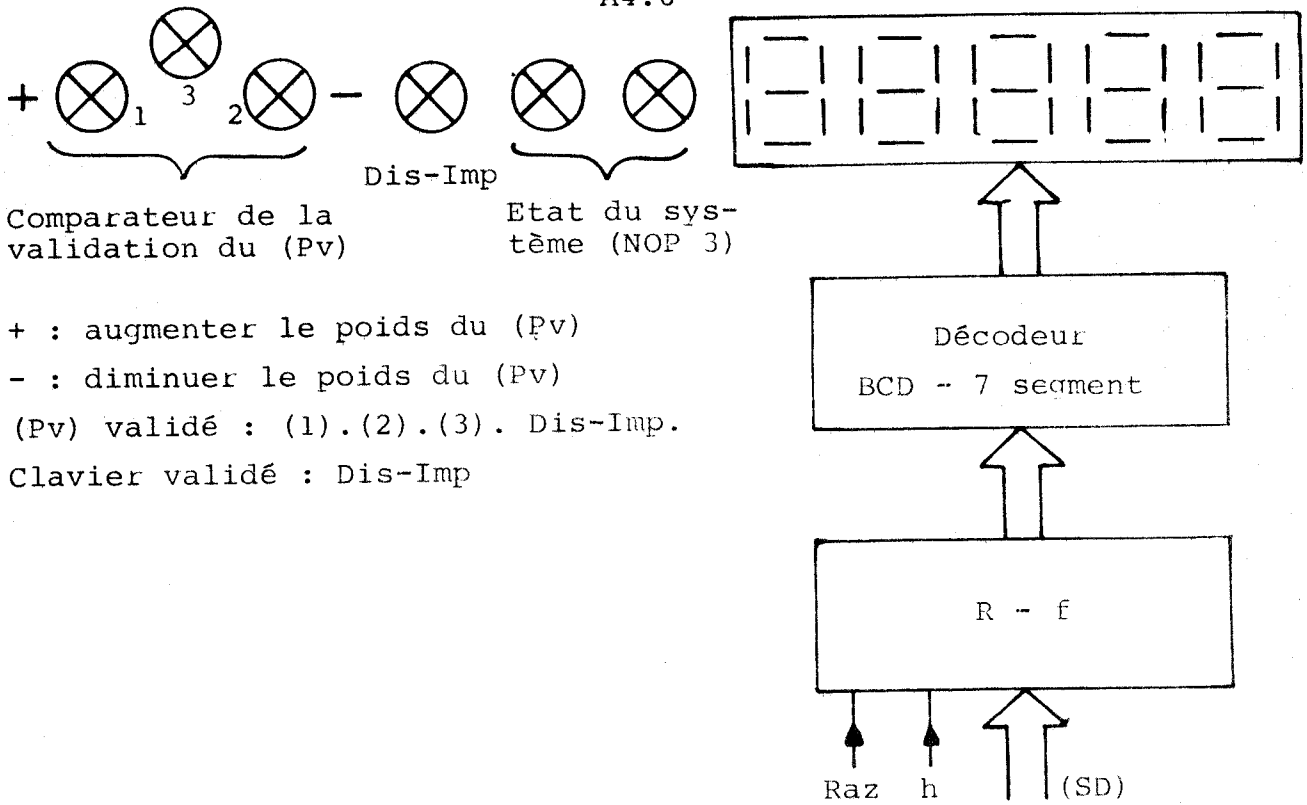 + 1 3 2 -
Dis-Imp
Comparateur de la
validation du (Pv)
Etat du sys-
tème (NOP 3)
+ : augmenter le poids du (Pv)
- : diminuer le poids du (Pv)
(Pv) validé : (1).(2).(3). Dis-Imp.
Clavier validé : Dis-Imp
Décodeur
BCD - 7 segment
R - f
Raz h (SD)